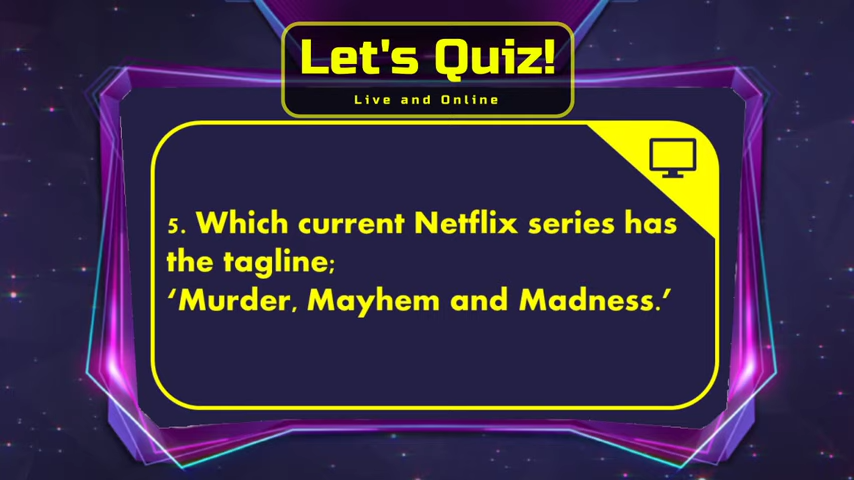 Let's Quiz!
Live and Online
5. Which current Netflix series has
the tagline;
‘Murder, Mayhem and Madness.’